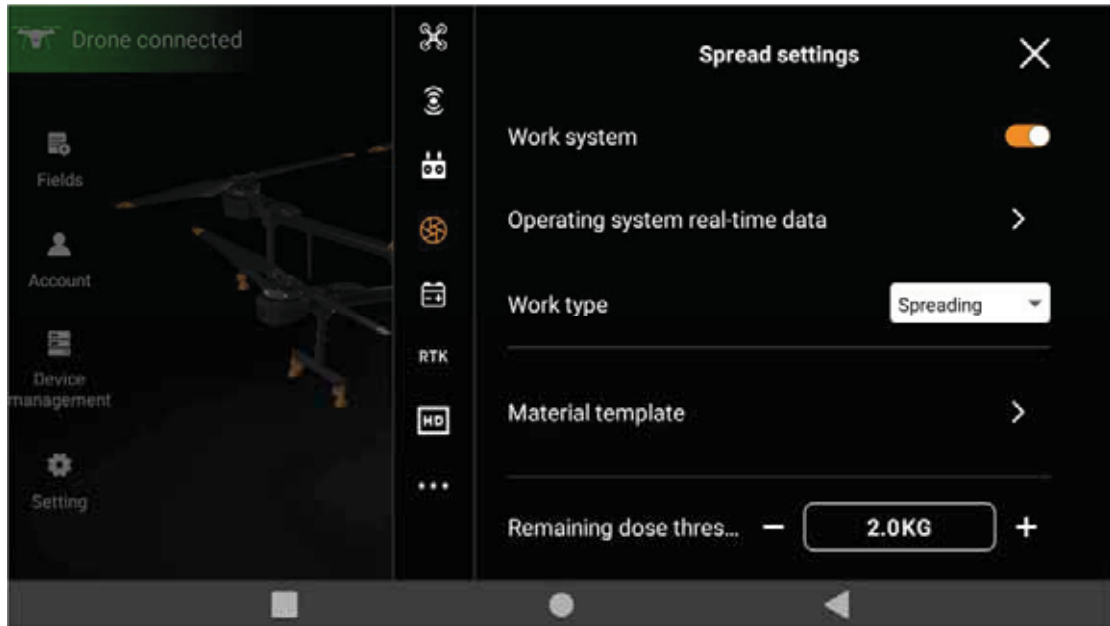 Drone connected
Fields
Account
Device
management
Setting
RTK
HD
Spread settings
Work system
Operating system real-time data
Work type
Spreading
Material template
Remaining dose thres...
2.0KG